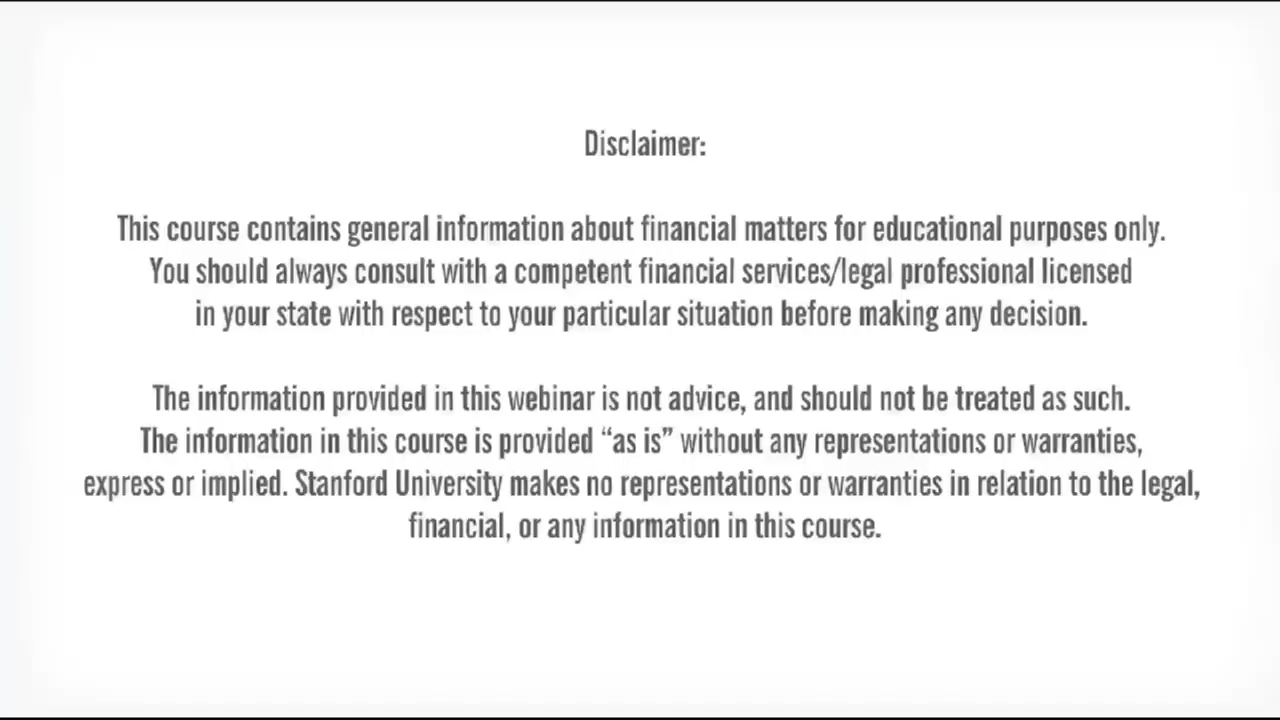 Disclaimer:
This course contains general information about financial matters for educational purposes only.
You should always consult with a competent financial services/legal professional licensed
in your state with respect to your particular situation before making any decision.
The information provided in this webinar is not advice, and should not be treated as such.
The information in this course is provided “as is” without any representations or warranties,
express or implied. Stanford University makes no representations or warranties in relation to the legal,
financial, or any information in this course.